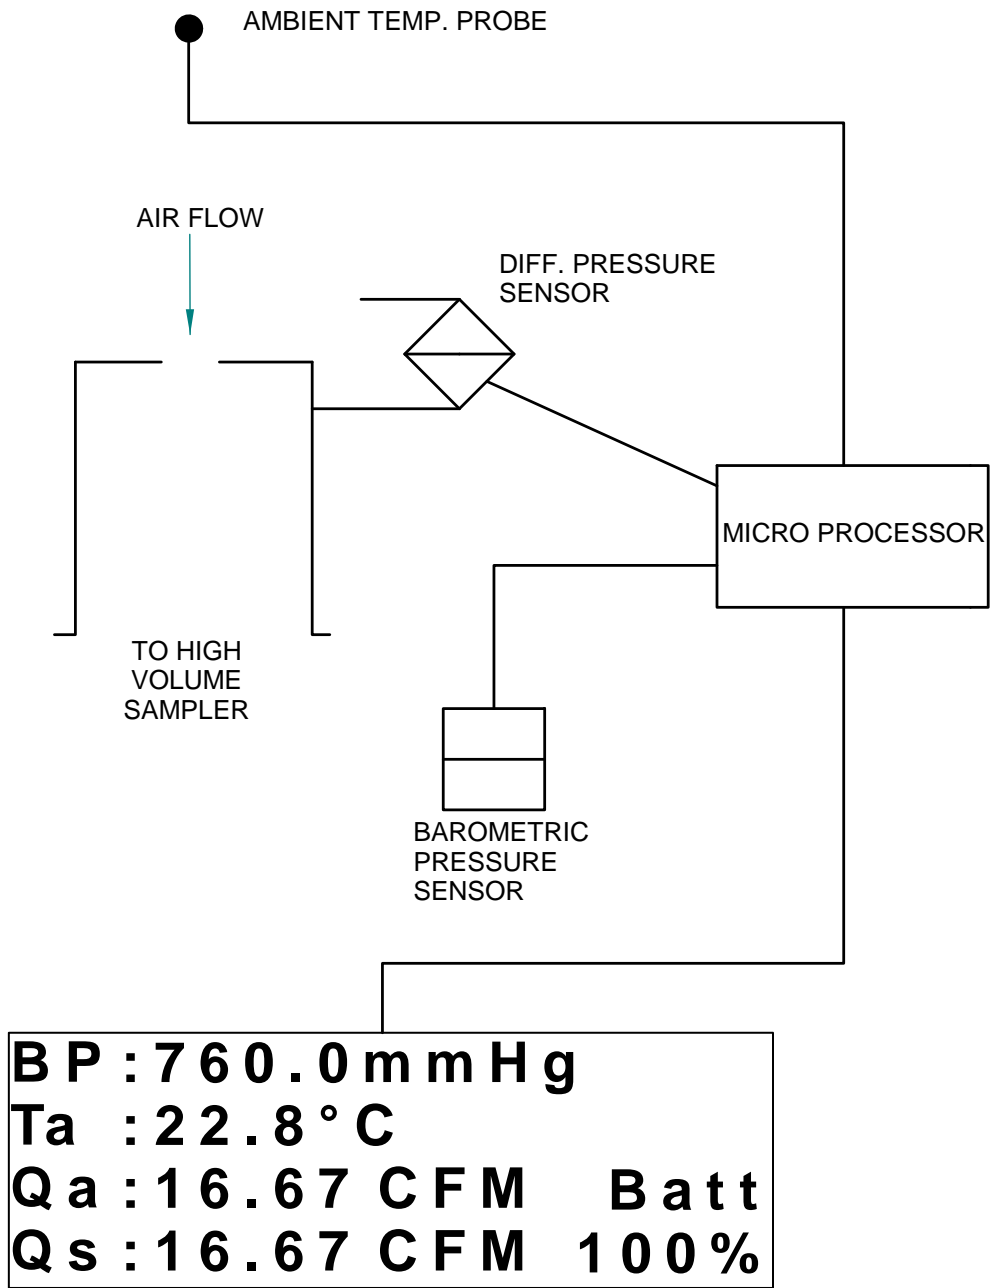 AMBIENT TEMP. PROBE
AIR FLOW
DIFF. PRESSURE
SENSOR
MICRO PROCESSOR
TO HIGH
VOLUME
SAMPLER
BAROMETRIC
PRESSURE
SENSOR
BP:760.0mmHg
Ta :22.8°C
Qa:16.67 CFM Batt
Qs:16.67 CFM 100%